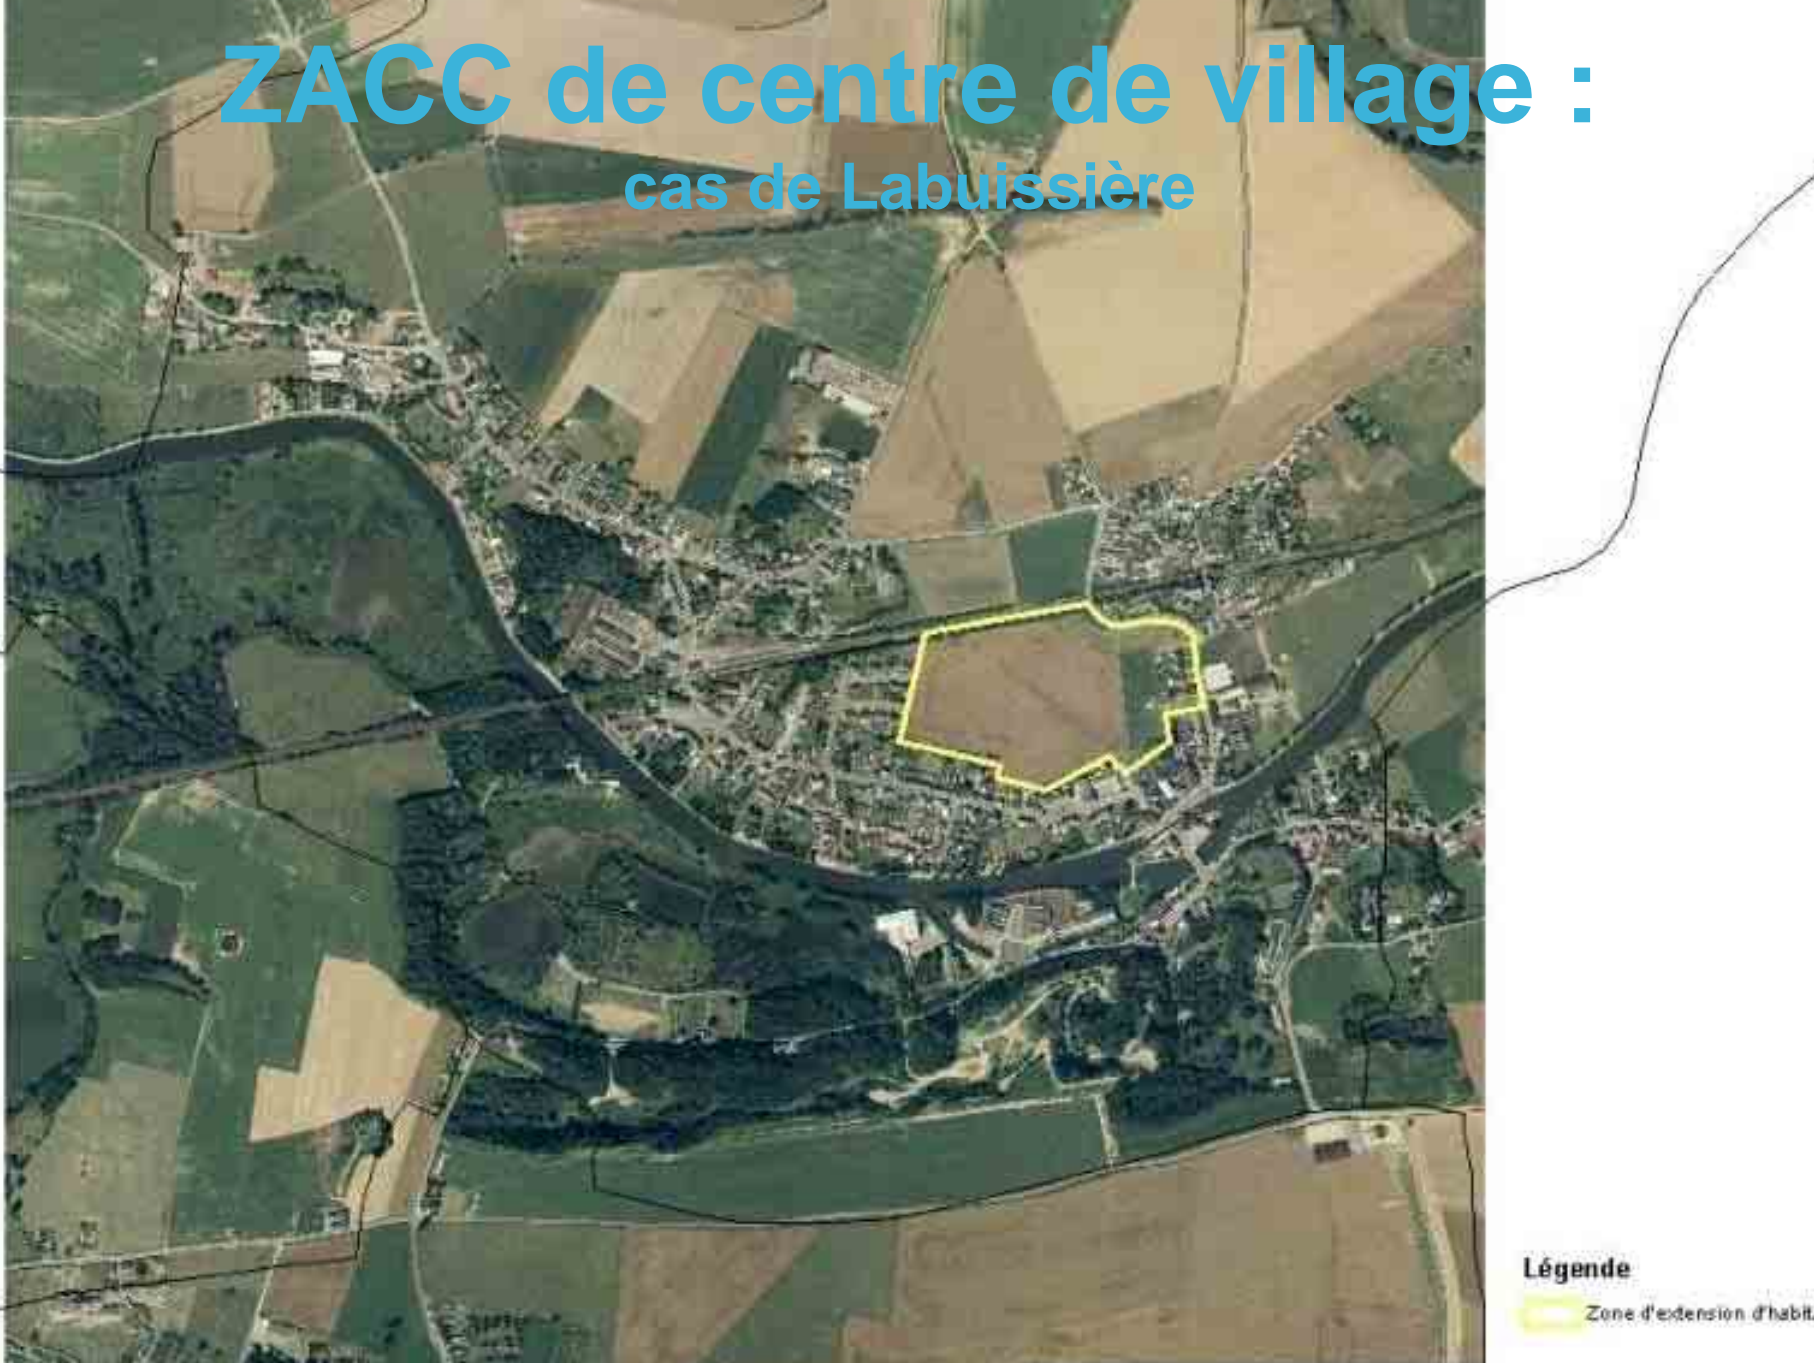 ZACC de centre de village :
cas de Labuissière
Légende
Zone d'extension d'habit